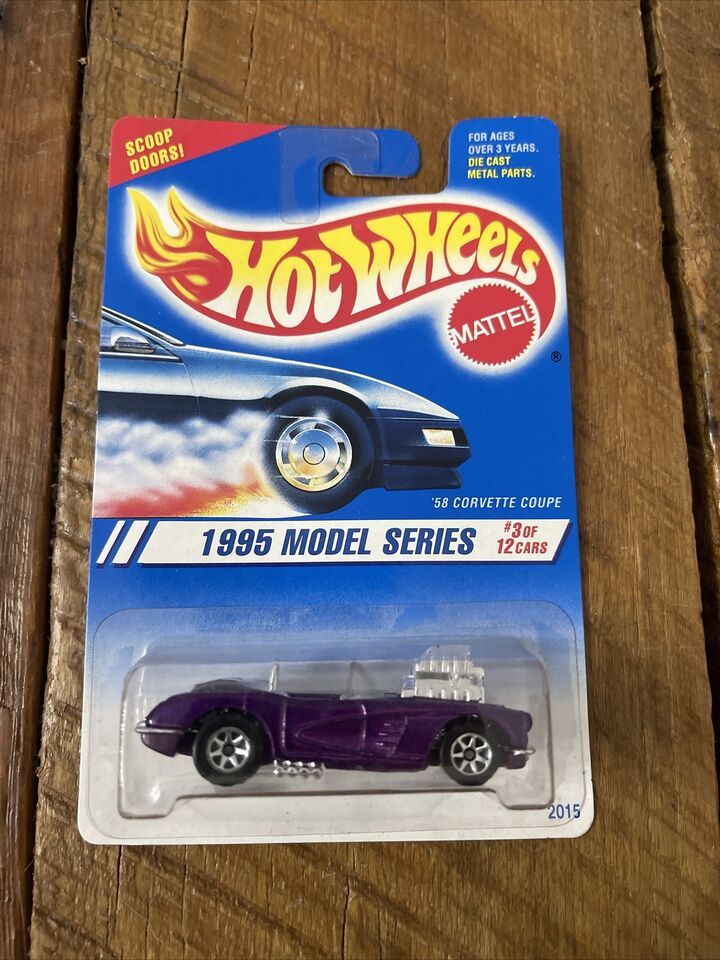 SCOOP
DOORS!
FOR AGES
OVER 3 YEARS.
DIE CAST
METAL PARTS.
HOT WHEELS
MATTEL
®
'58 CORVETTE COUPE
1995 MODEL SERIES
#3 OF
12 CARS
2015